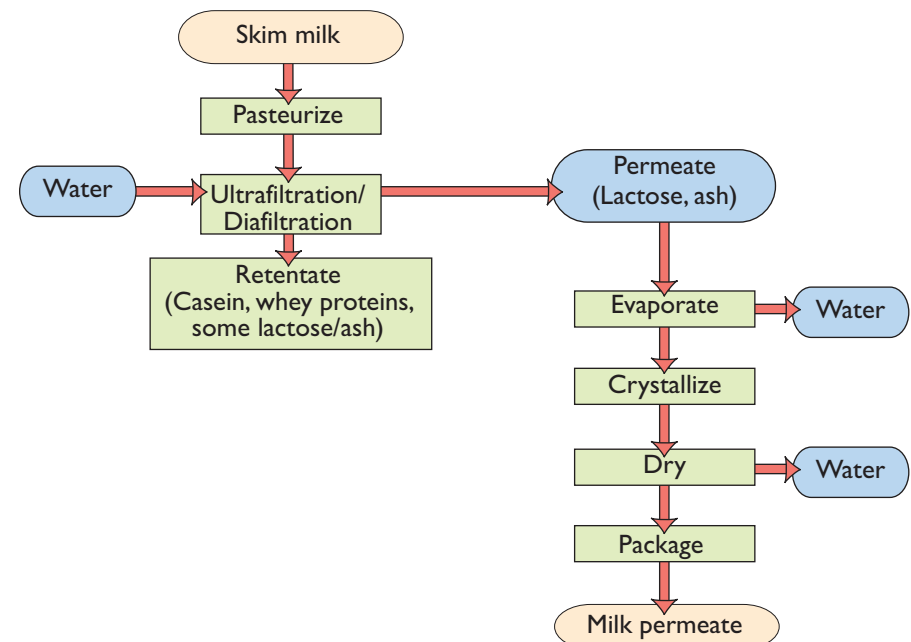 Skim milk
Pasteurize
Water
Ultrafiltration/
Diafiltration
Permeate
(Lactose, ash)
Retentate
(Casein, whey proteins,
some lactose/ash)
Evaporate
Water
Crystallize
Dry
Water
Package
Milk permeate